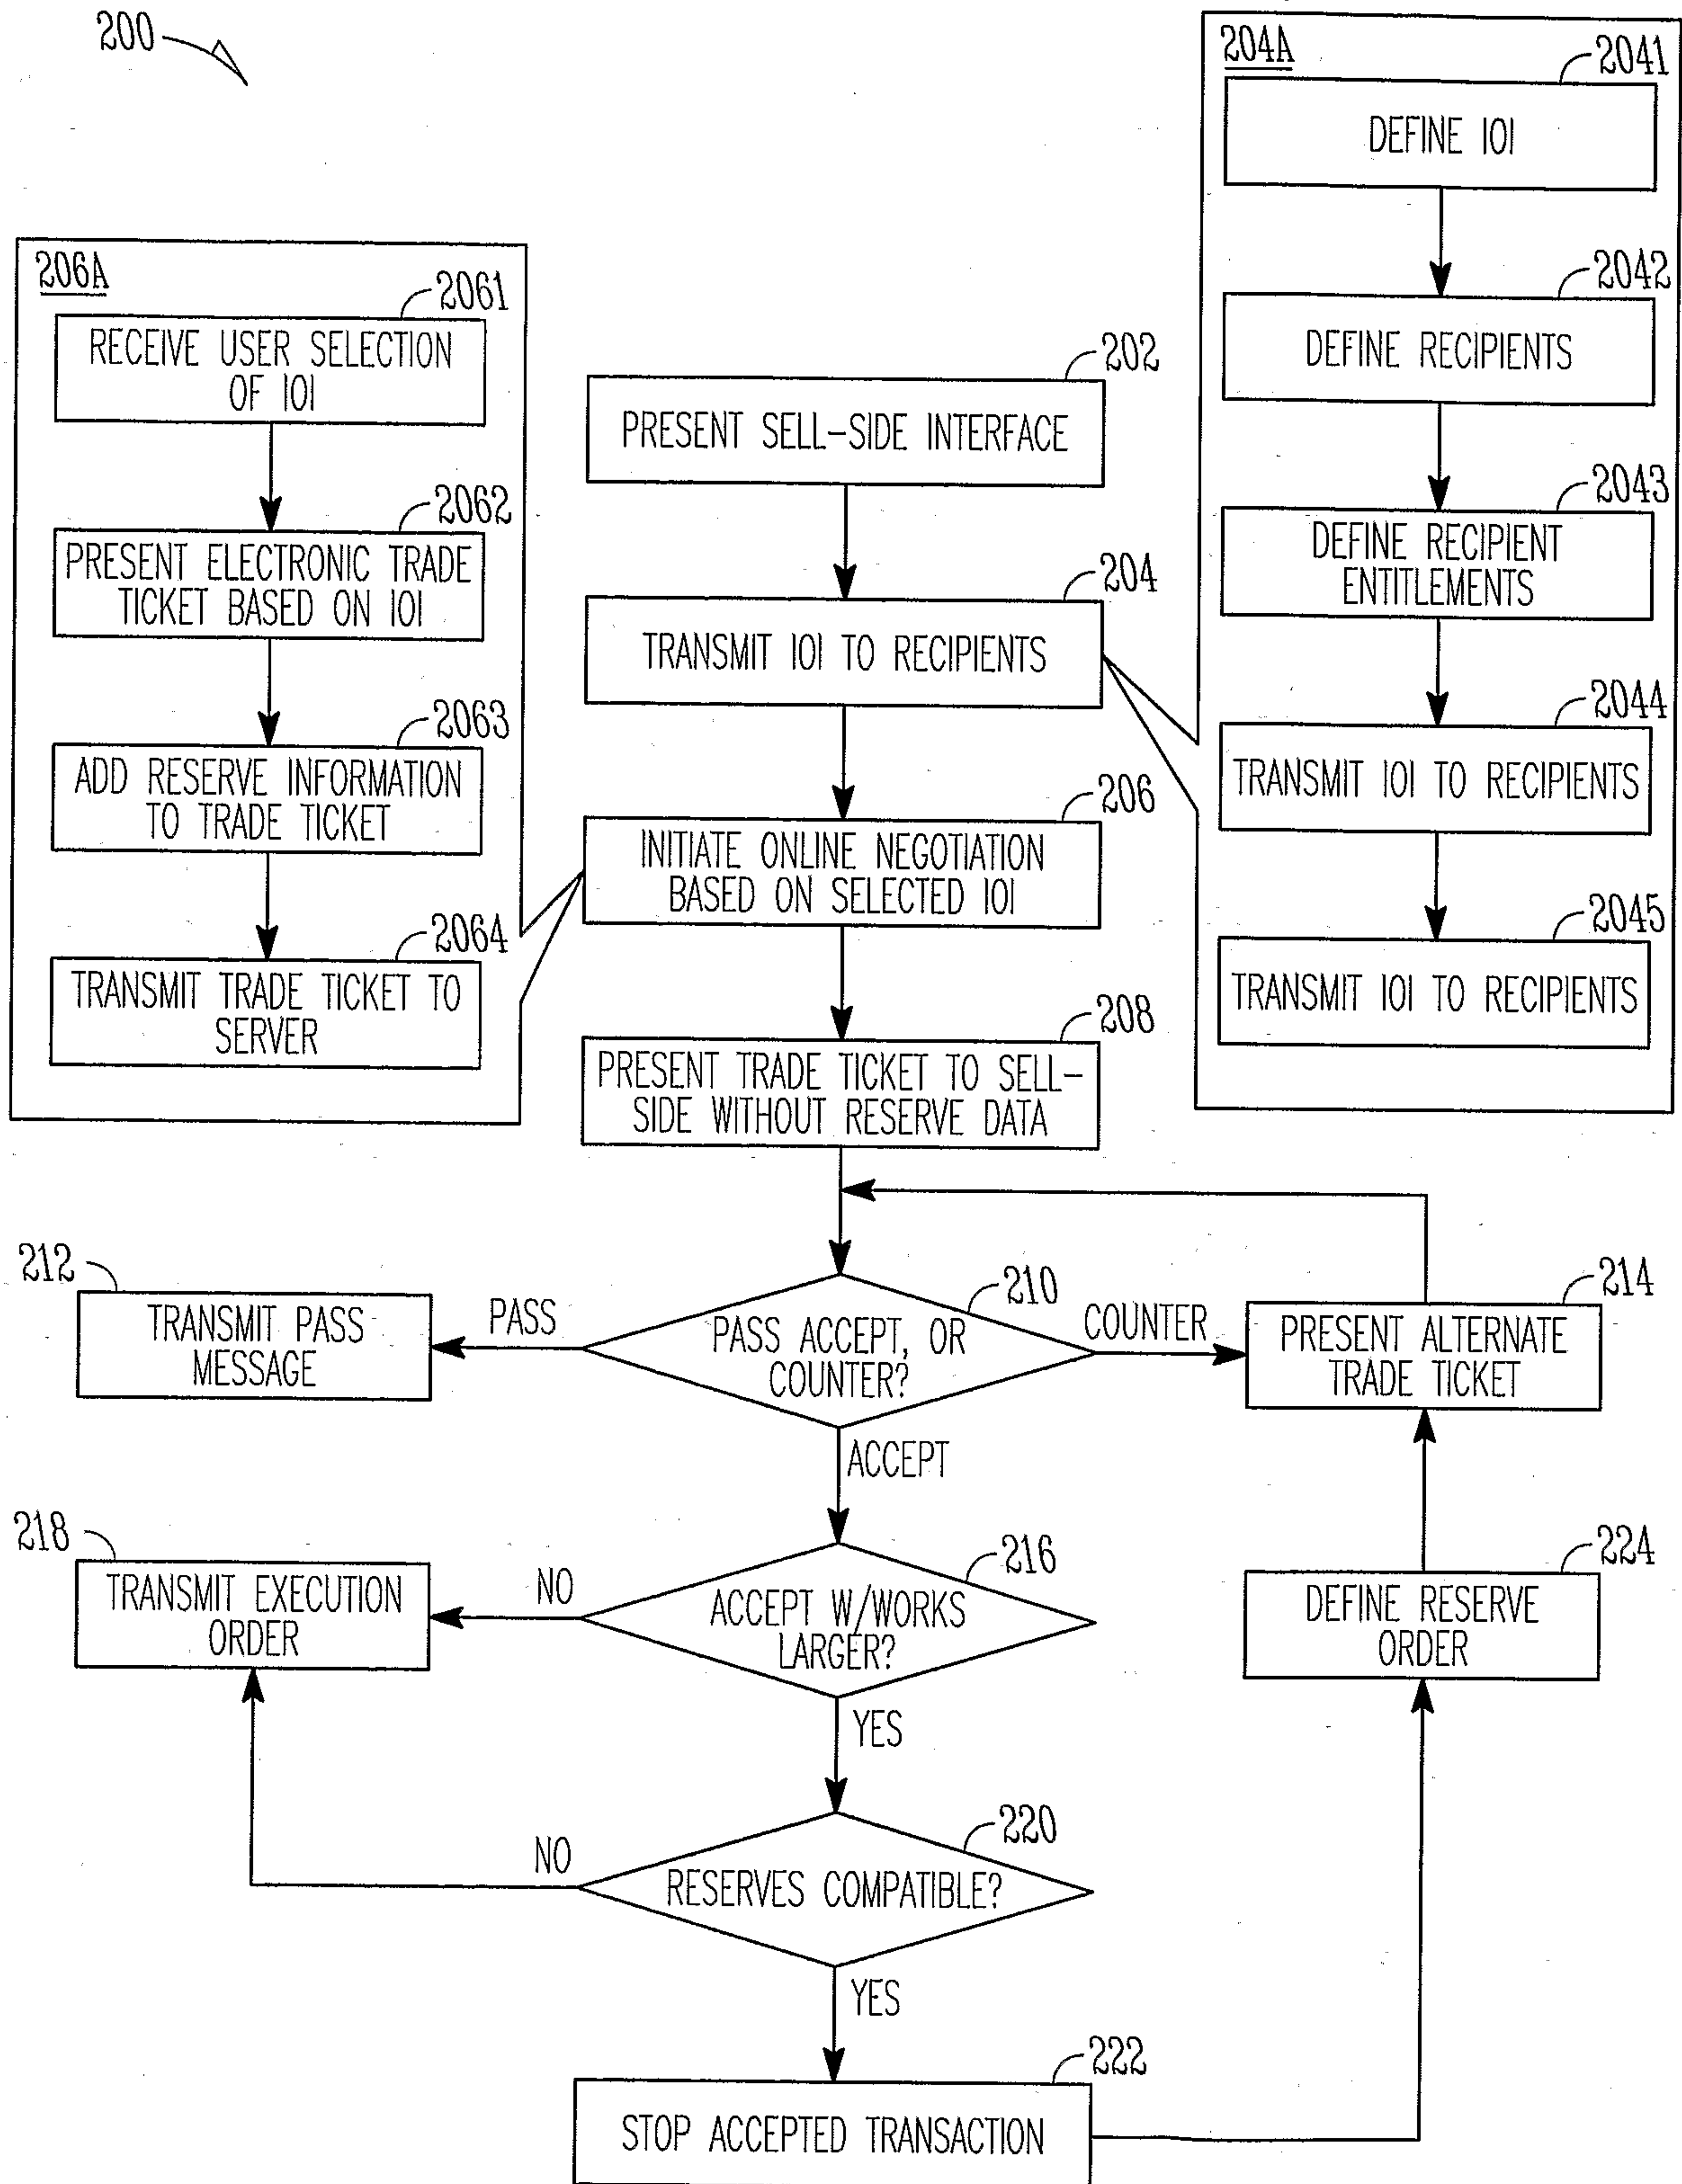 200
204A
2041
DEFINE IOI
2042
DEFINE RECIPIENTS
2043
DEFINE RECIPIENT
ENTITLEMENTS
2044
TRANSMIT IOI TO RECIPIENTS
2045
TRANSMIT IOI TO RECIPIENTS
206A
2061
RECEIVE USER SELECTION
OF IOI
2062
PRESENT ELECTRONIC TRADE
TICKET BASED ON IOI
2063
ADD RESERVE INFORMATION
TO TRADE TICKET
2064
TRANSMIT TRADE TICKET TO
SERVER
202
PRESENT SELL-SIDE INTERFACE
204
TRANSMIT IOI TO RECIPIENTS
206
INITIATE ONLINE NEGOTIATION
BASED ON SELECTED IOI
208
PRESENT TRADE TICKET TO SELL-
SIDE WITHOUT RESERVE DATA
210
PASS ACCEPT, OR
COUNTER?
PASS
212
TRANSMIT PASS
MESSAGE
COUNTER
214
PRESENT ALTERNATE
TRADE TICKET
ACCEPT
216
ACCEPT W/WORKS
LARGER?
NO
218
TRANSMIT EXECUTION
ORDER
YES
220
RESERVES COMPATIBLE?
NO
YES
222
STOP ACCEPTED TRANSACTION
224
DEFINE RESERVE
ORDER